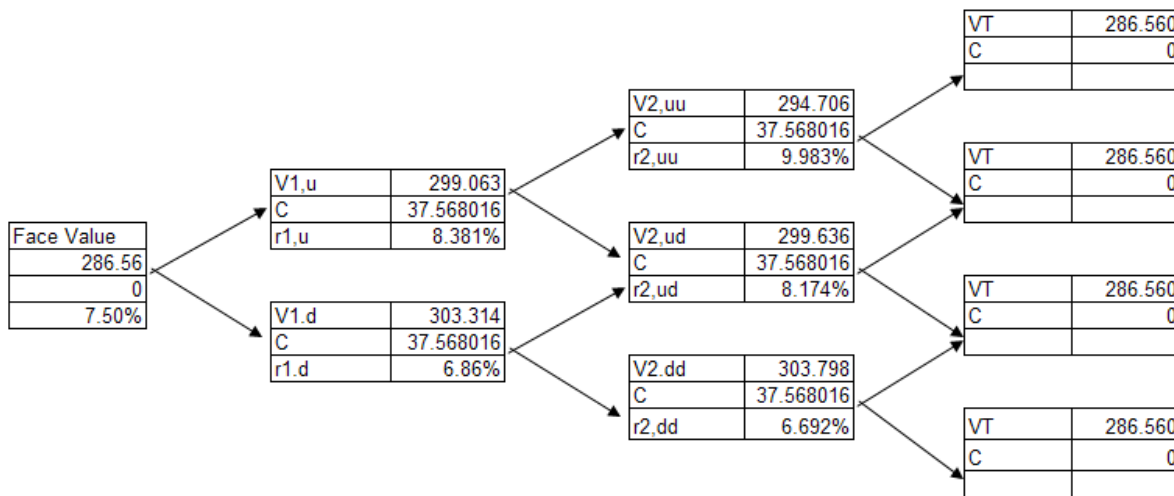 Face Value
286.56
0
7.50%
V1,u 299.063
C 37.568016
r1,u 8.381%
V1.d 303.314
C 37.568016
r1.d 6.86%
V2,uu 294.706
C 37.568016
r2,uu 9.983%
V2,ud 299.636
C 37.568016
r2,ud 8.174%
V2.dd 303.798
C 37.568016
r2,dd 6.692%
VT 286.560
C 0
VT 286.560
C 0
VT 286.560
C 0
VT 286.560
C 0